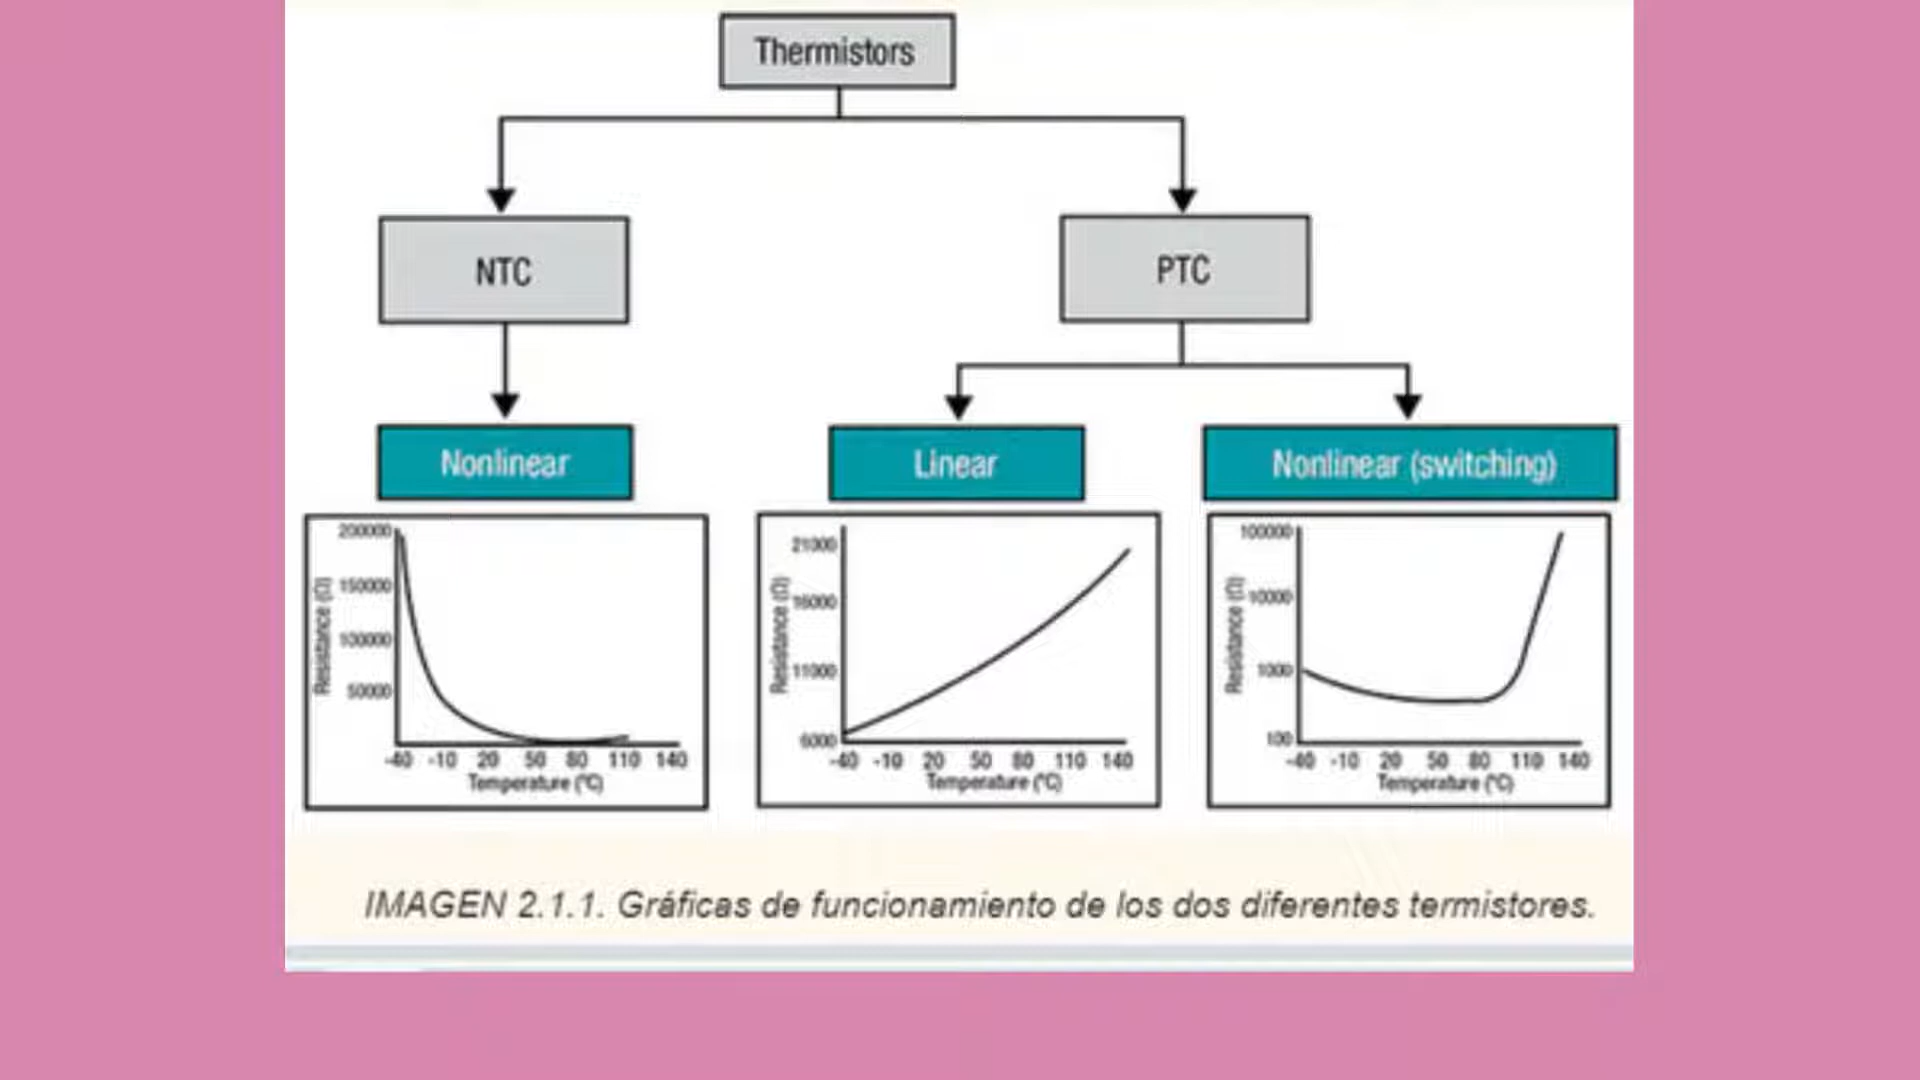 Thermistors
NTC
PTC
Nonlinear
Linear
Nonlinear (switching)
200000
150000
100000
50000
Resistance (Ω)
-40 -10 20 50 80 110 140
Temperature (°C)
21000
16000
11000
6000
Resistance (Ω)
-40 -10 20 50 80 110 140
Temperature (°C)
100000
10000
1000
100
Resistance (Ω)
-40 -10 20 50 80 110 140
Temperature (°C)
IMAGEN 2.1.1. Gráficas de funcionamiento de los dos diferentes termistores.